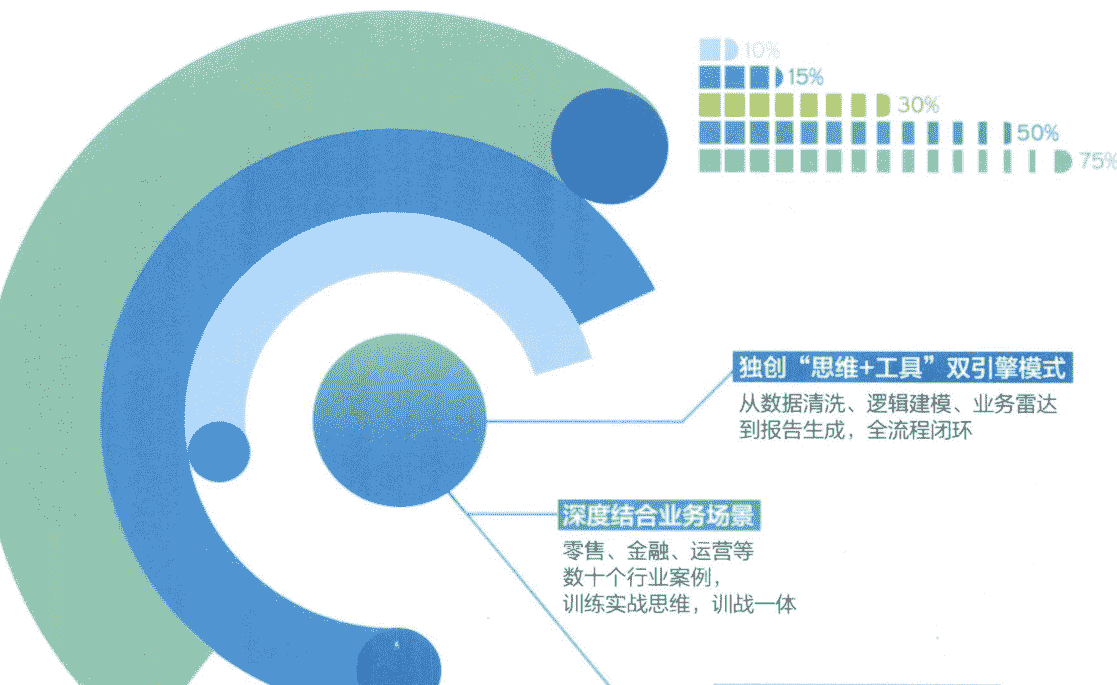 10%
15%
30%
50%
75%
独创“思维+工具”双引擎模式
从数据清洗、逻辑建模、业务雷达
到报告生成，全流程闭环
深度结合业务场景
零售、金融、运营等
数十个行业案例，
训练实战思维，训战一体